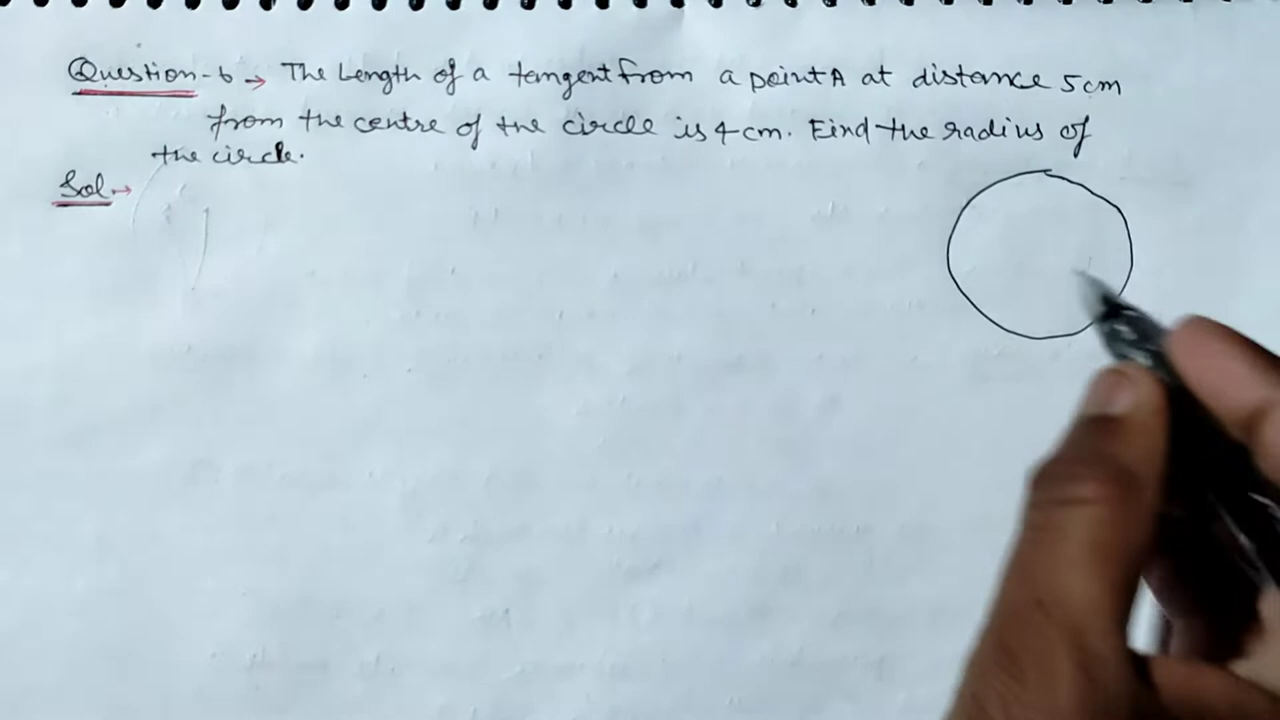 Question-6→ The Length of a tangent from a point A at distance 5cm
from the centre of the circle is 4cm. Find the radius of
the circle.
Sol→